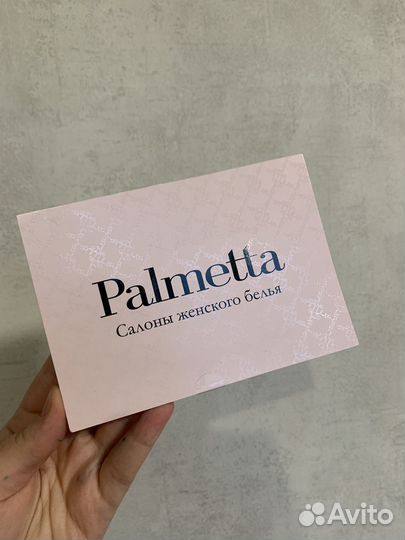 Palmetta
Салоны женского белья
Avito